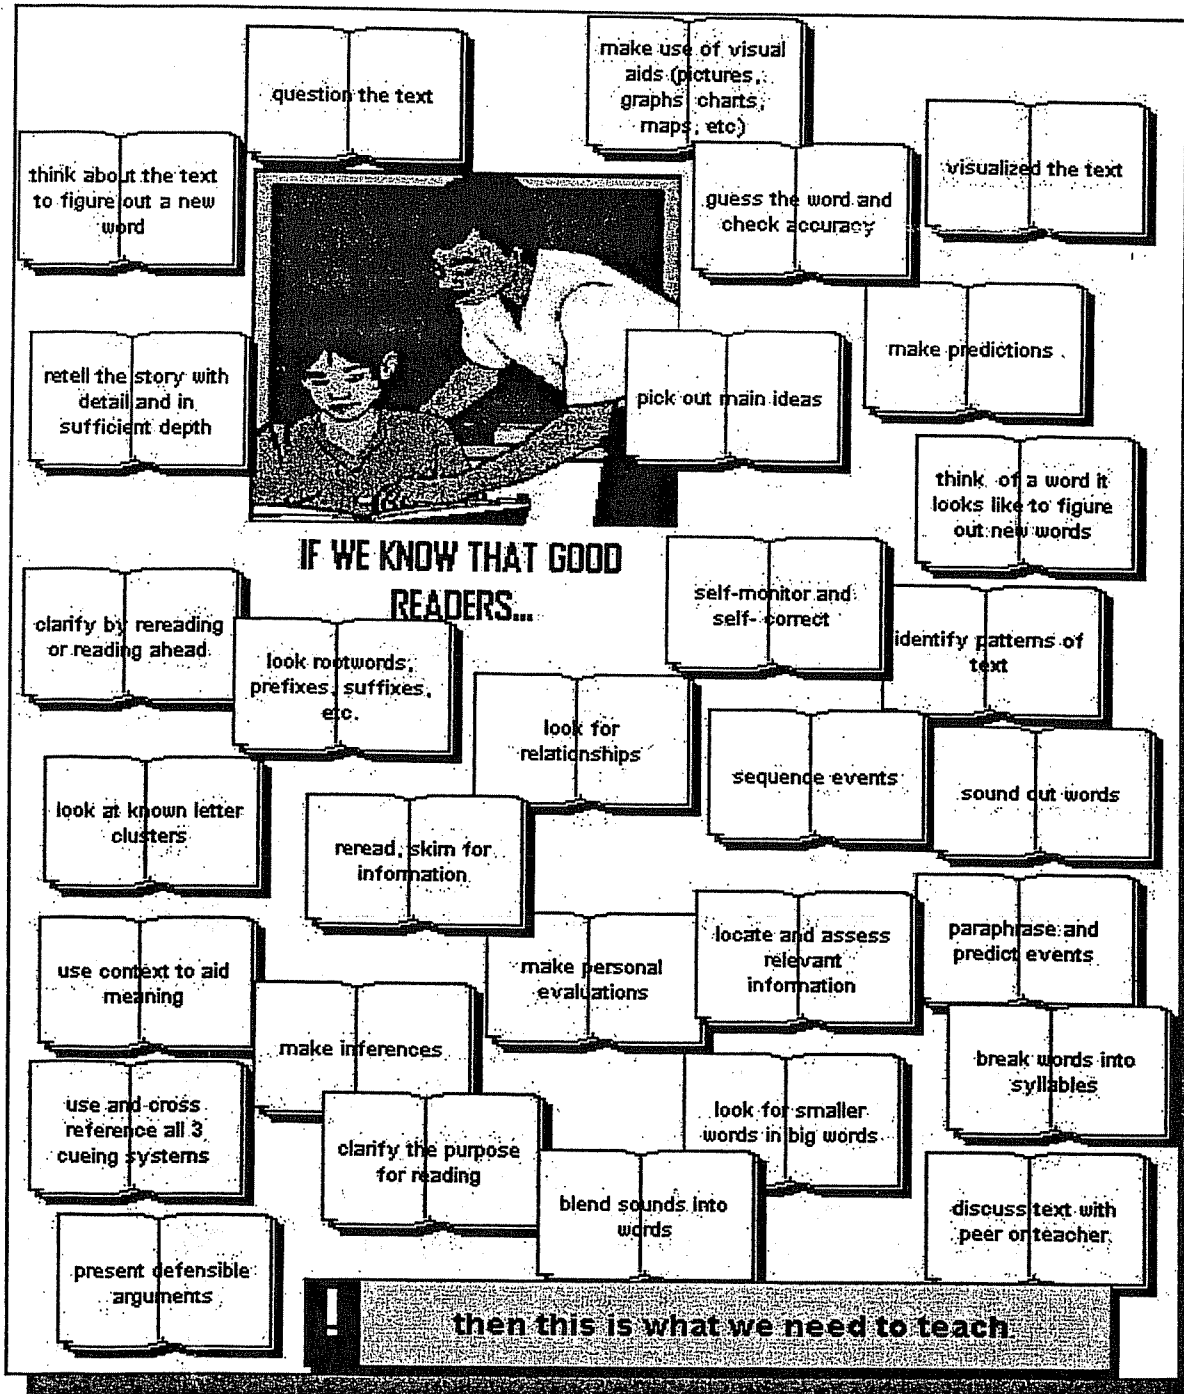 question the text
make use of visual
aids (pictures,
graphs, charts,
maps, etc)
visualized the text
think about the text
to figure out a new
word
guess the word and
check accuracy
make predictions
retell the story with
detail and in
sufficient depth
pick out main ideas
think of a word it
looks like to figure
out new words
IF WE KNOW THAT GOOD
READERS...
self-monitor and
self- correct
identify patterns of
text
clarify by rereading
or reading ahead
look rootwords,
prefixes, suffixes,
etc.
look for
relationships
sequence events
sound out words
look at known letter
clusters
reread, skim for
information
use context to aid
meaning
make personal
evaluations
locate and assess
relevant
information
paraphrase and
predict events
make inferences
break words into
syllables
use and cross
reference all 3
cueing systems
clarify the purpose
for reading
look for smaller
words in big words
blend sounds into
words
discuss text with
peer or teacher
present defensible
arguments
! then this is what we need to teach